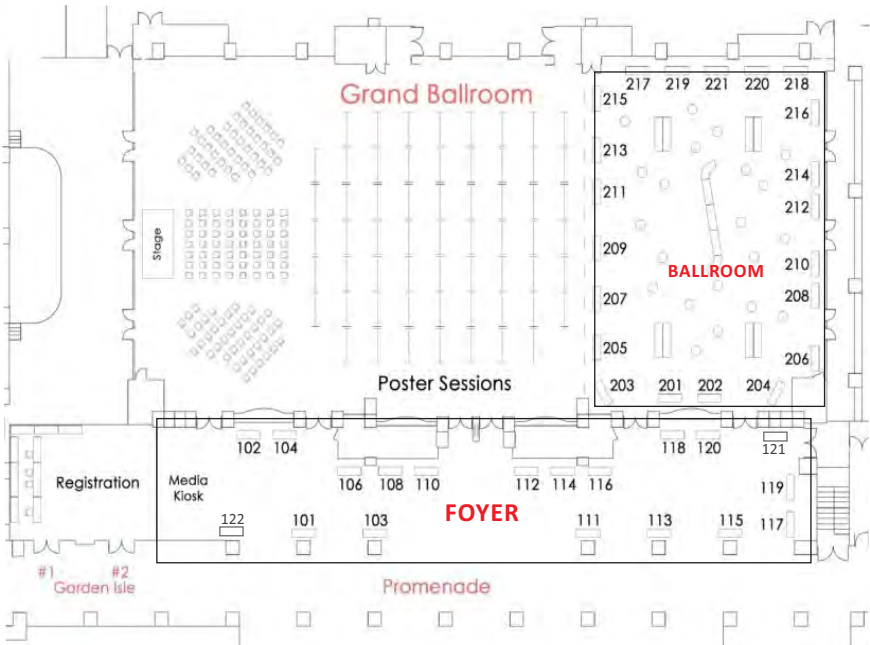 Grand Ballroom
217 219 221 220 218
215
216
213
214
211
212
Stage
209
210
BALLROOM
207
208
205
206
Poster Sessions
203 201 202 204
102 104
118 120
121
Registration
Media
Kiosk
106 108 110
112 114 116
119
FOYER
122
101 103
111 113 115
117
#1 #2
Garden Isle
Promenade